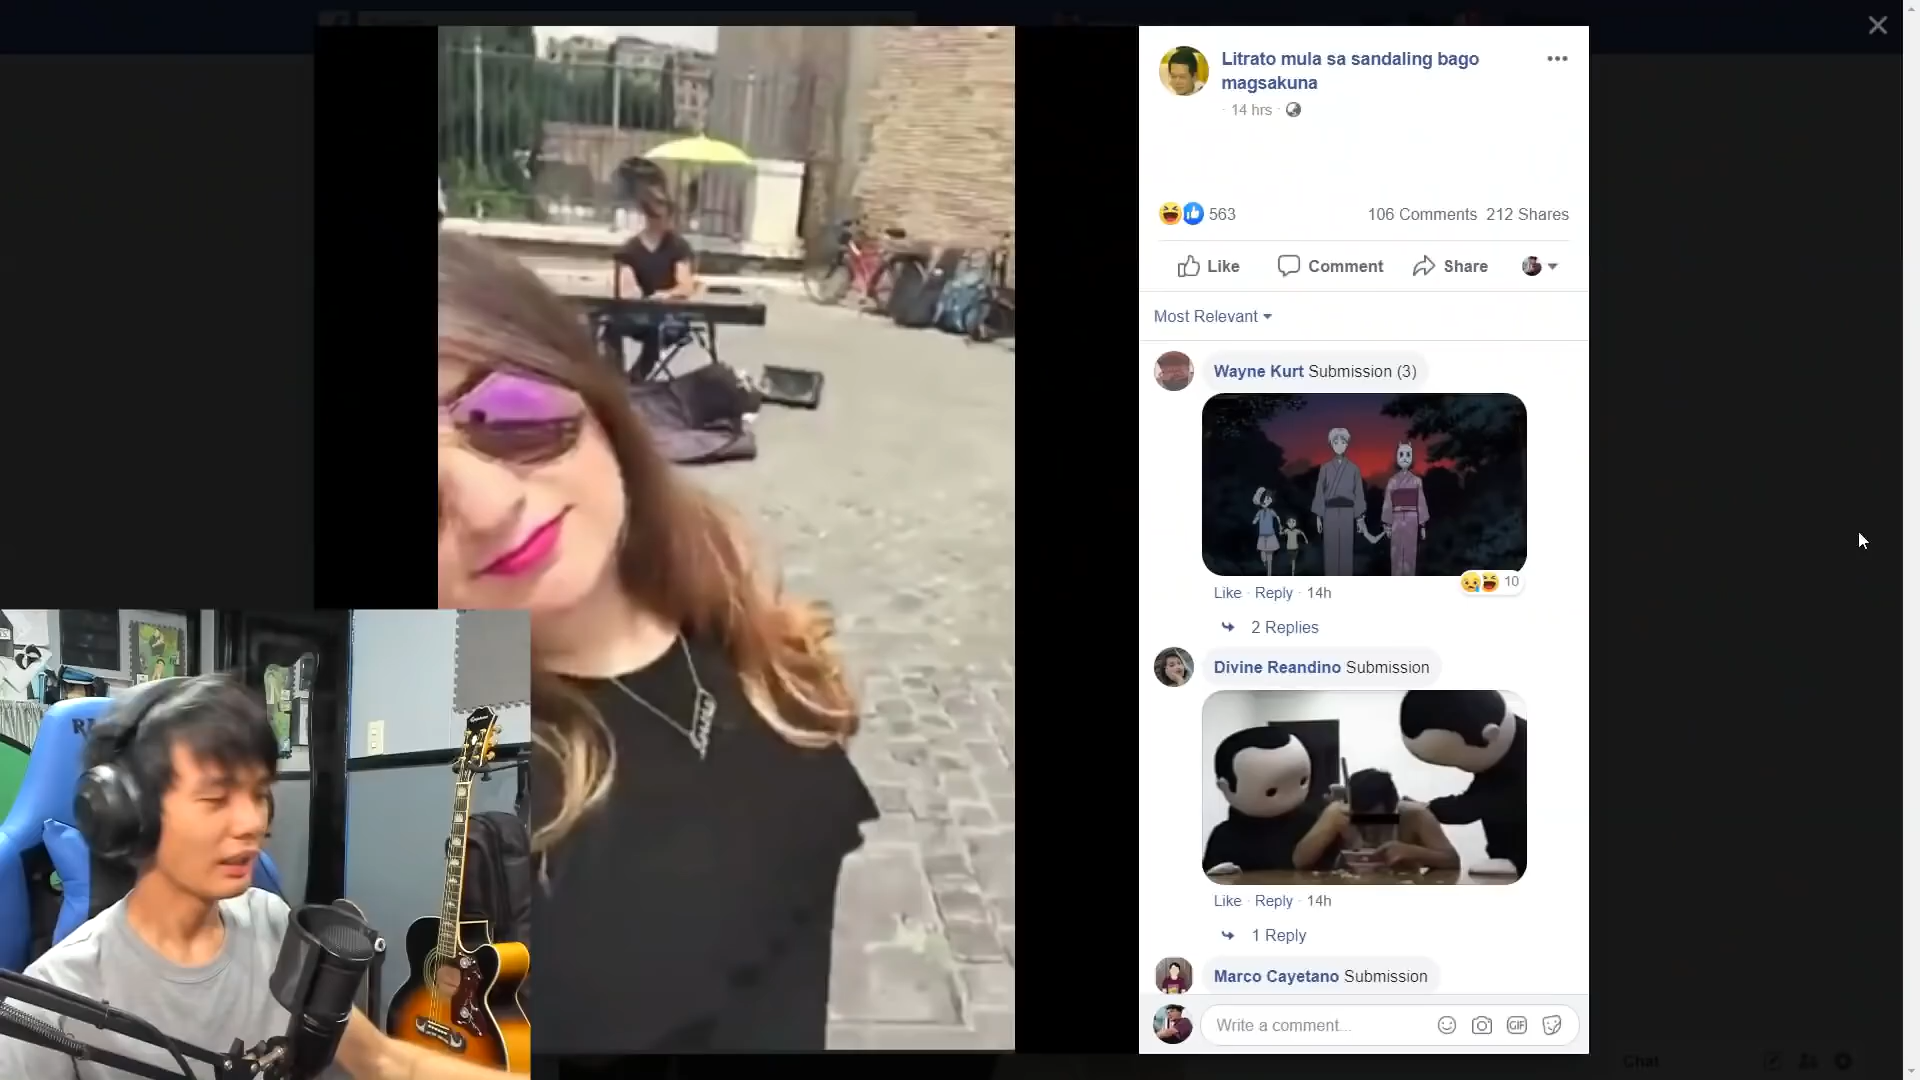 Litrato mula sa sandaling bago
magsakuna
· 14 hrs ·
563
106 Comments 212 Shares
Like Comment Share
Most Relevant
Wayne Kurt Submission (3)
10
Like · Reply · 14h
2 Replies
Divine Reandino Submission
Like · Reply · 14h
1 Reply
Marco Cayetano Submission
Write a comment...
GIF
Chat